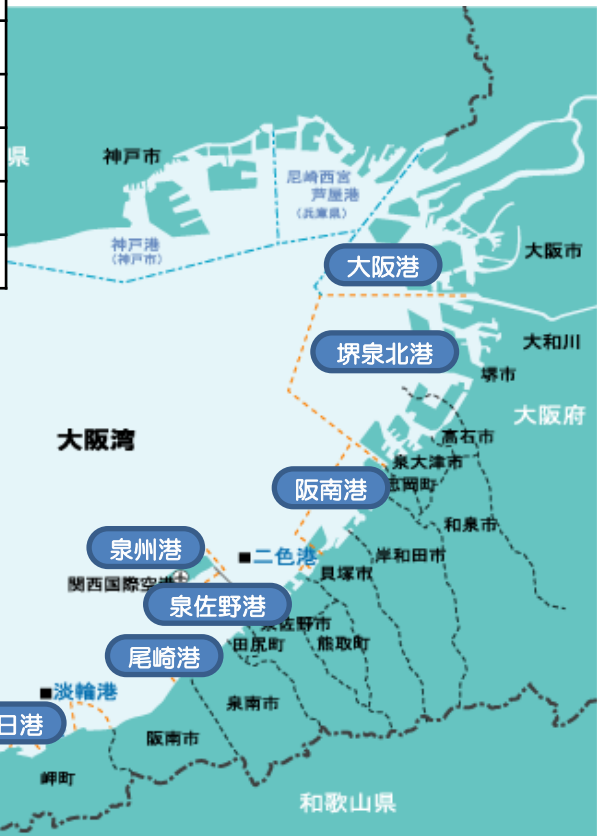 県
神戸市
尼崎西宮
芦屋港
（兵庫県）
神戸港
（神戸市）
大阪港
大阪市
堺泉北港
大和川
堺市
大阪府
大阪湾
高石市
泉大津市
忠岡町
阪南港
和泉市
泉州港
二色港
岸和田市
関西国際空港
貝塚市
泉佐野港
泉佐野市
田尻町
熊取町
尾崎港
淡輪港
泉南市
日港
阪南市
岬町
和歌山県